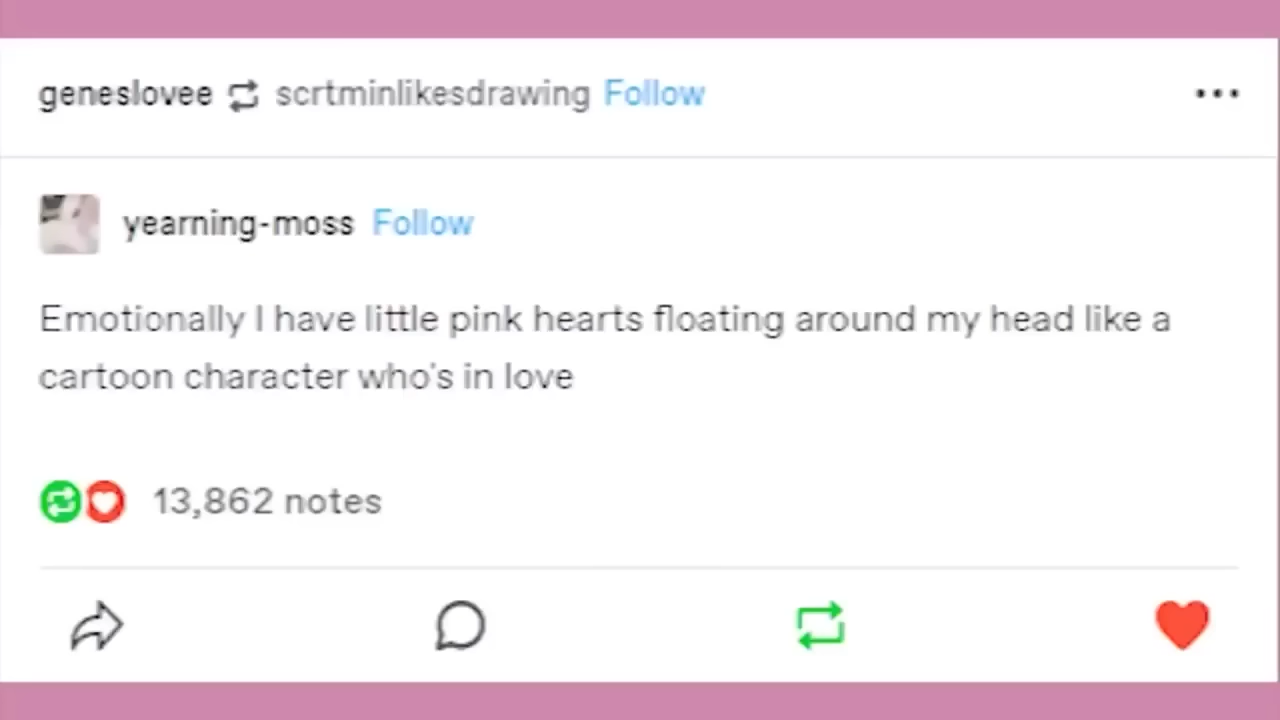 geneslovee scrtminlikesdrawing Follow
yearning-moss Follow
Emotionally I have little pink hearts floating around my head like a
cartoon character who's in love
13,862 notes